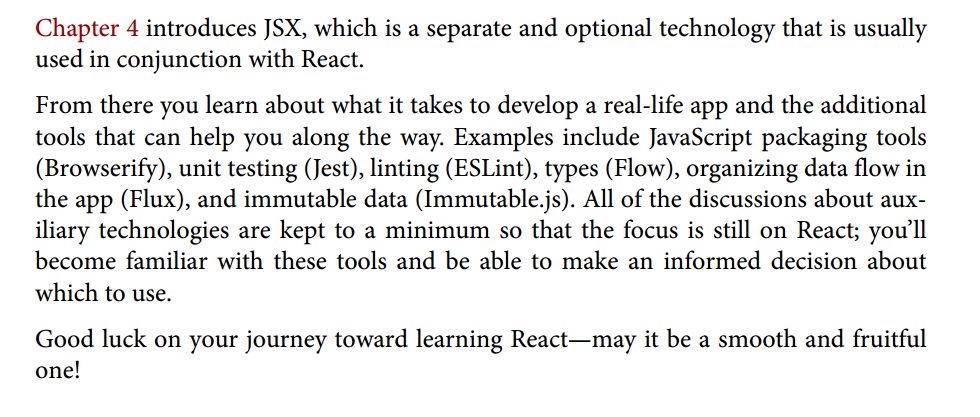 Chapter 4 introduces JSX, which is a separate and optional technology that is usually
used in conjunction with React.
From there you learn about what it takes to develop a real-life app and the additional
tools that can help you along the way. Examples include JavaScript packaging tools
(Browserify), unit testing (Jest), linting (ESLint), types (Flow), organizing data flow in
the app (Flux), and immutable data (Immutable.js). All of the discussions about aux-
iliary technologies are kept to a minimum so that the focus is still on React; you’ll
become familiar with these tools and be able to make an informed decision about
which to use.
Good luck on your journey toward learning React—may it be a smooth and fruitful
one!